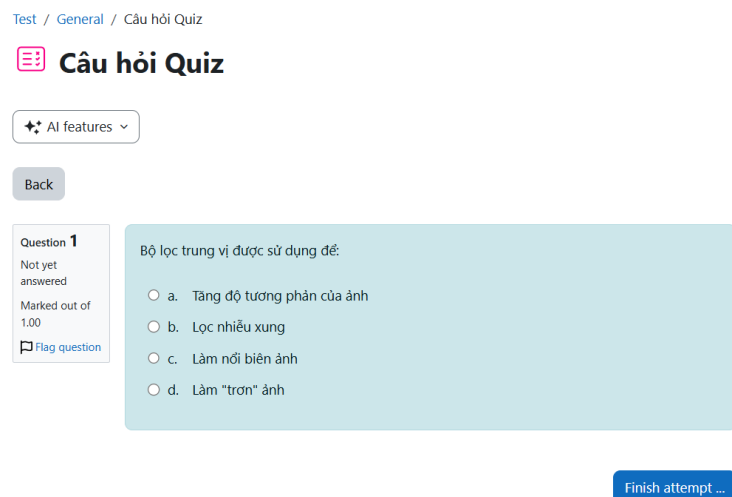 Test / General / Câu hỏi Quiz
Câu hỏi Quiz
AI features
Back
Question 1
Not yet
answered
Marked out of
1.00
Flag question
Bộ lọc trung vị được sử dụng để:
a. Tăng độ tương phản của ảnh
b. Lọc nhiễu xung
c. Làm nổi biên ảnh
d. Làm "trơn" ảnh
Finish attempt ...